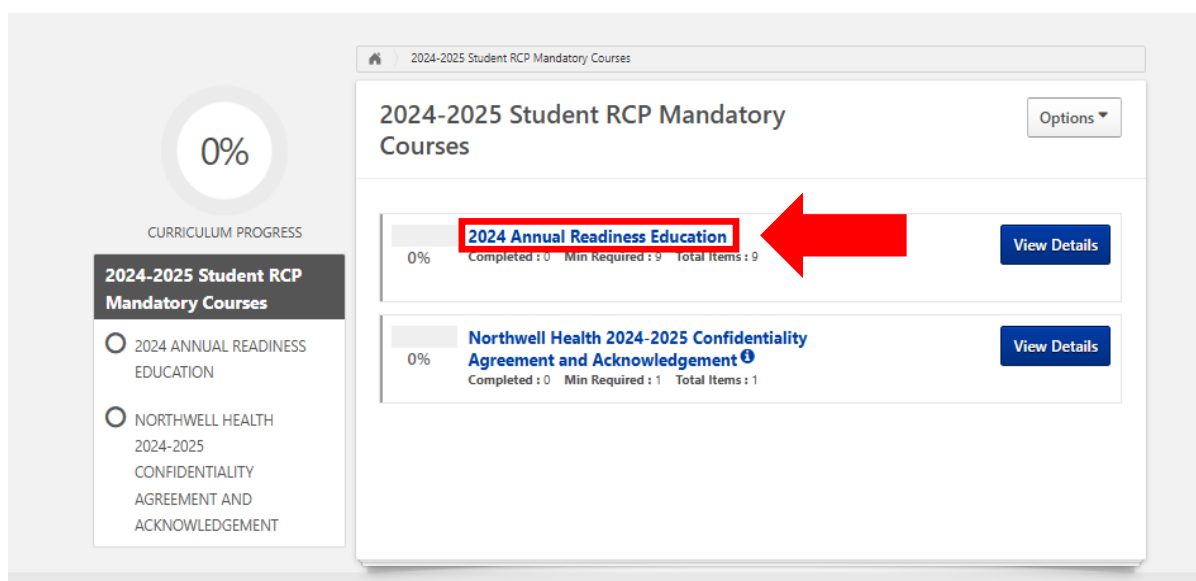 2024-2025 Student RCP Mandatory Courses
0%
CURRICULUM PROGRESS
2024-2025 Student RCP
Mandatory Courses
2024 ANNUAL READINESS
EDUCATION
NORTHWELL HEALTH
2024-2025
CONFIDENTIALITY
AGREEMENT AND
ACKNOWLEDGEMENT
2024-2025 Student RCP Mandatory
Courses
Options
0%
2024 Annual Readiness Education
Completed : 0 Min Required : 9 Total Items : 9
View Details
0%
Northwell Health 2024-2025 Confidentiality
Agreement and Acknowledgement
Completed : 0 Min Required : 1 Total Items : 1
View Details